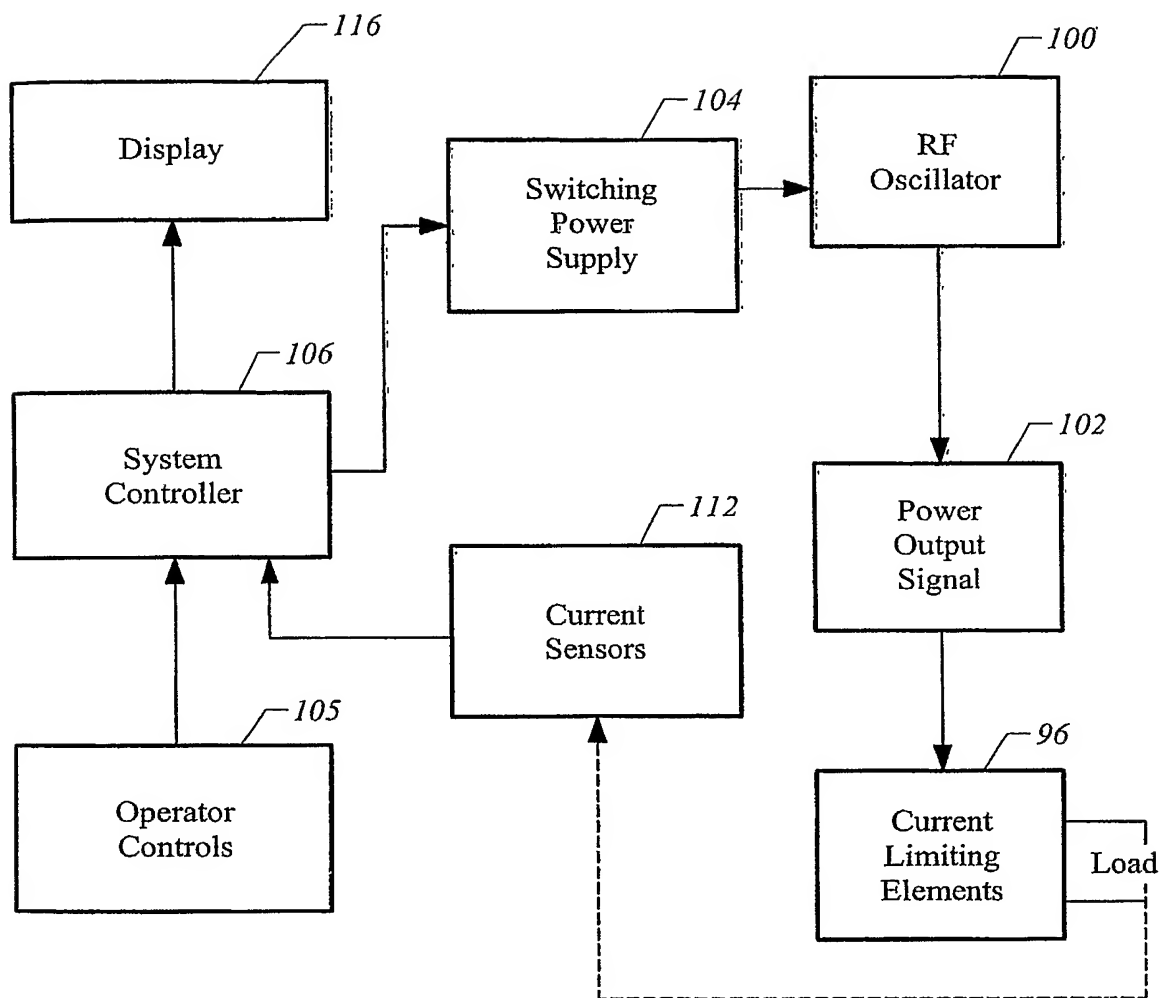 116
Display
104
Switching
Power
Supply
100
RF
Oscillator
106
System
Controller
112
Current
Sensors
102
Power
Output
Signal
105
Operator
Controls
96
Current
Limiting
Elements
Load